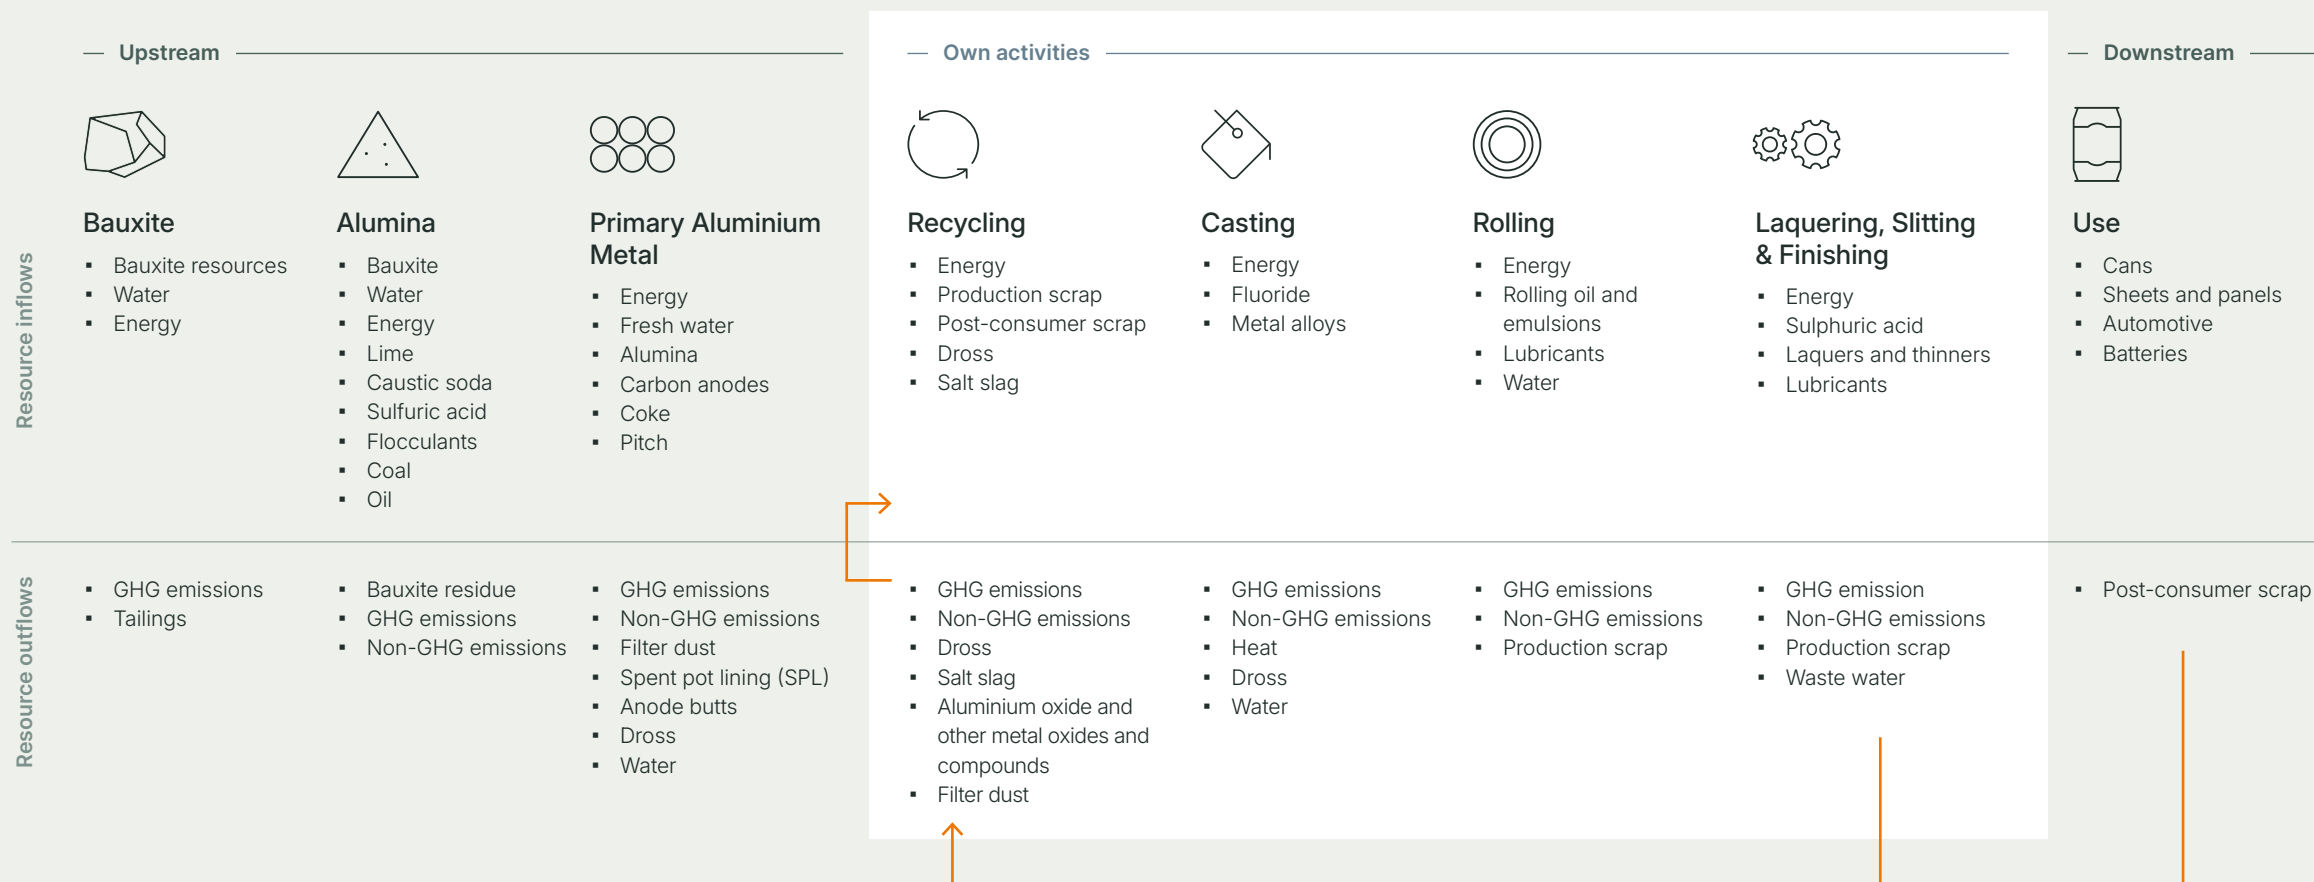 Upstream
Own activities
Downstream
Resource inflows
Bauxite
Bauxite resources
Water
Energy
Alumina
Bauxite
Water
Energy
Lime
Caustic soda
Sulfuric acid
Flocculants
Coal
Oil
Primary Aluminium
Metal
Energy
Fresh water
Alumina
Carbon anodes
Coke
Pitch
Recycling
Energy
Production scrap
Post-consumer scrap
Dross
Salt slag
Casting
Energy
Fluoride
Metal alloys
Rolling
Energy
Rolling oil and
emulsions
Lubricants
Water
Laquering, Slitting
& Finishing
Energy
Sulphuric acid
Laquers and thinners
Lubricants
Use
Cans
Sheets and panels
Automotive
Batteries
Resource outflows
GHG emissions
Tailings
Bauxite residue
GHG emissions
Non-GHG emissions
GHG emissions
Non-GHG emissions
Filter dust
Spent pot lining (SPL)
Anode butts
Dross
Water
GHG emissions
Non-GHG emissions
Dross
Salt slag
Aluminium oxide and
other metal oxides and
compounds
Filter dust
GHG emissions
Non-GHG emissions
Heat
Dross
Water
GHG emissions
Non-GHG emissions
Production scrap
GHG emission
Non-GHG emissions
Production scrap
Waste water
Post-consumer scrap